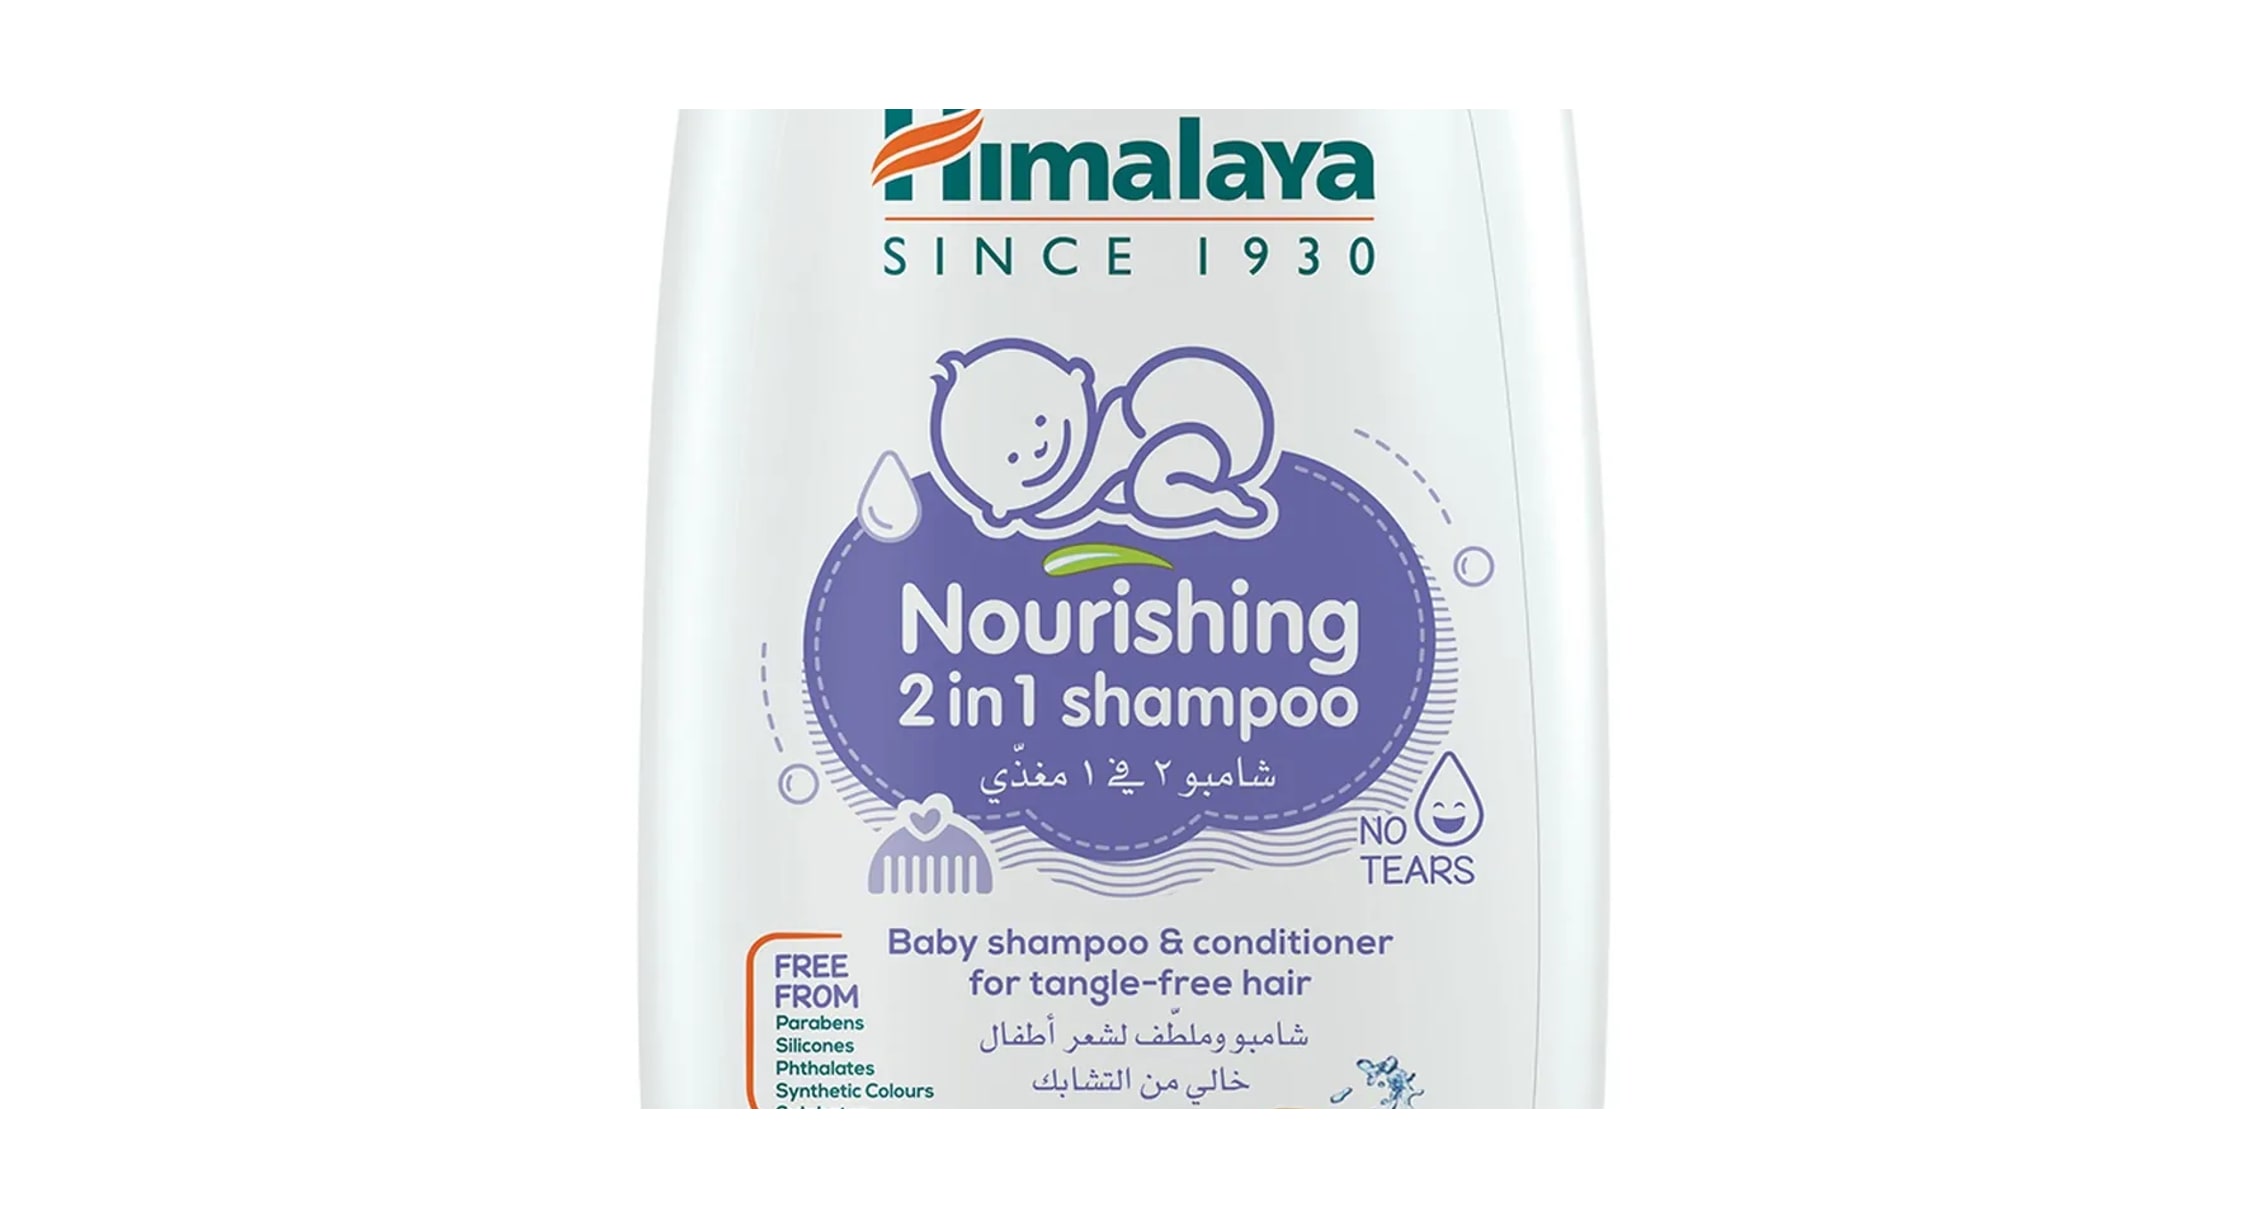 Himalaya
SINCE 1930
Nourishing
2 in 1 shampoo
شامبو ٢ في ١ مغذّي
NO
TEARS
Baby shampoo & conditioner
for tangle-free hair
شامبو وملطّف لشعر أطفال
خالي من التشابك
FREE
FROM
Parabens
Silicones
Phthalates
Synthetic Colours